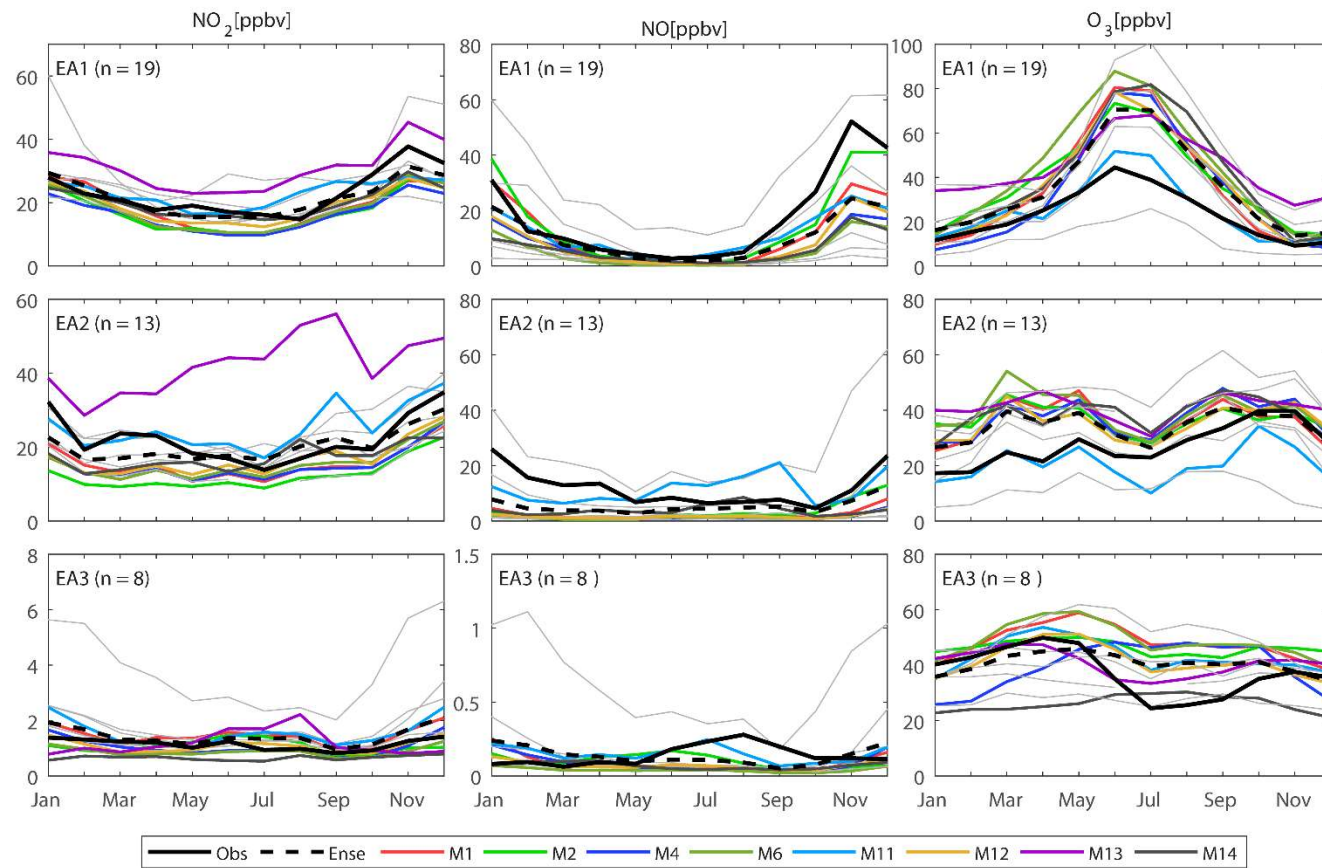 NO2[ppbv] NO[ppbv] O3[ppbv]
EA1 (n = 19) EA1 (n = 19) EA1 (n = 19)
60 40 20 0
80 60 40 20 0
100 80 60 40 20 0
EA2 (n = 13) EA2 (n = 13) EA2 (n = 13)
60 40 20 0
80 60 40 20 0
80 60 40 20 0
EA3 (n = 8) EA3 (n = 8 ) EA3 (n = 8 )
8 6 4 2 0
1.5 1 0.5 0
80 60 40 20 0
Jan Mar May Jul Sep Nov Jan Mar May Jul Sep Nov Jan Mar May Jul Sep Nov
Obs Ense M1 M2 M4 M6 M11 M12 M13 M14